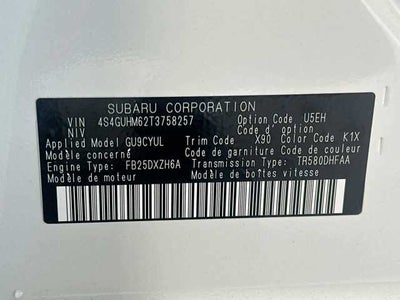 SUBARU CORPORATION
VIN 4S4GUHM62T3758257 Option Code U5EH
NIV Code d'option
Applied Model GU9CYUL Trim Code X90 Color Code K1X
Modèle concerné Code de garniture Code de couleur
Engine Type FB25DXZH6A Transmission Type TR580DHFAA
Modèle de moteur Modèle de boîtes vitesse